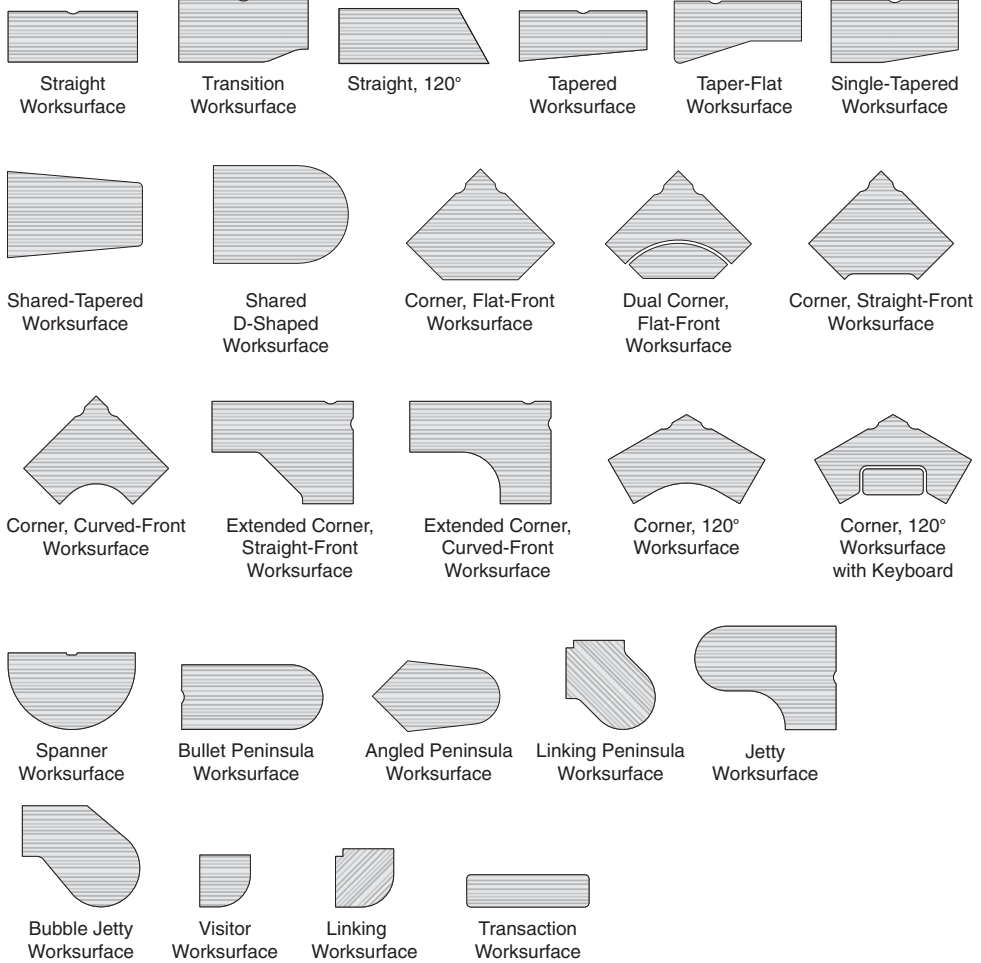 Straight
Worksurface
Transition
Worksurface
Straight, 120°
Tapered
Worksurface
Taper-Flat
Worksurface
Single-Tapered
Worksurface
Shared-Tapered
Worksurface
Shared
D-Shaped
Worksurface
Corner, Flat-Front
Worksurface
Dual Corner,
Flat-Front
Worksurface
Corner, Straight-Front
Worksurface
Corner, Curved-Front
Worksurface
Extended Corner,
Straight-Front
Worksurface
Extended Corner,
Curved-Front
Worksurface
Corner, 120°
Worksurface
Corner, 120°
Worksurface
with Keyboard
Spanner
Worksurface
Bullet Peninsula
Worksurface
Angled Peninsula
Worksurface
Linking Peninsula
Worksurface
Jetty
Worksurface
Bubble Jetty
Worksurface
Visitor
Worksurface
Linking
Worksurface
Transaction
Worksurface